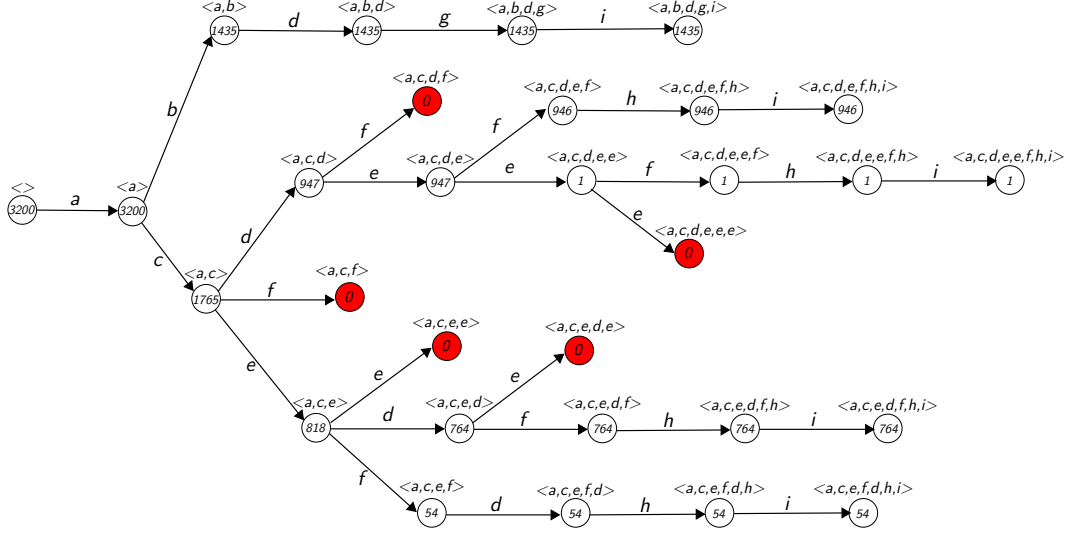 <a,b> <a,b,d> <a,b,d,g> <a,b,d,g,i>
1435 d 1435 g 1435 i 1435
<a,c,d,f>
0
<a,c,d,e,f> <a,c,d,e,f,h> <a,c,d,e,f,h,i>
b f 946 h 946 i 946
f
<a,c,d> <a,c,d,e> <a,c,d,e,e> <a,c,d,e,e,f> <a,c,d,e,e,f,h> <a,c,d,e,e,f,h,i>
947 e 947 e 1 f 1 h 1 i 1
<> <a>
3200 a 3200
e
<a,c,d,e,e,e>
0
d
c
<a,c> <a,c,f>
1765 f 0
<a,c,e,e> <a,c,e,d,e>
0 0
e
e e
<a,c,e> <a,c,e,d> <a,c,e,d,f> <a,c,e,d,f,h> <a,c,e,d,f,h,i>
818 d 764 f 764 h 764 i 764
f
<a,c,e,f> <a,c,e,f,d> <a,c,e,f,d,h> <a,c,e,f,d,h,i>
54 d 54 h 54 i 54